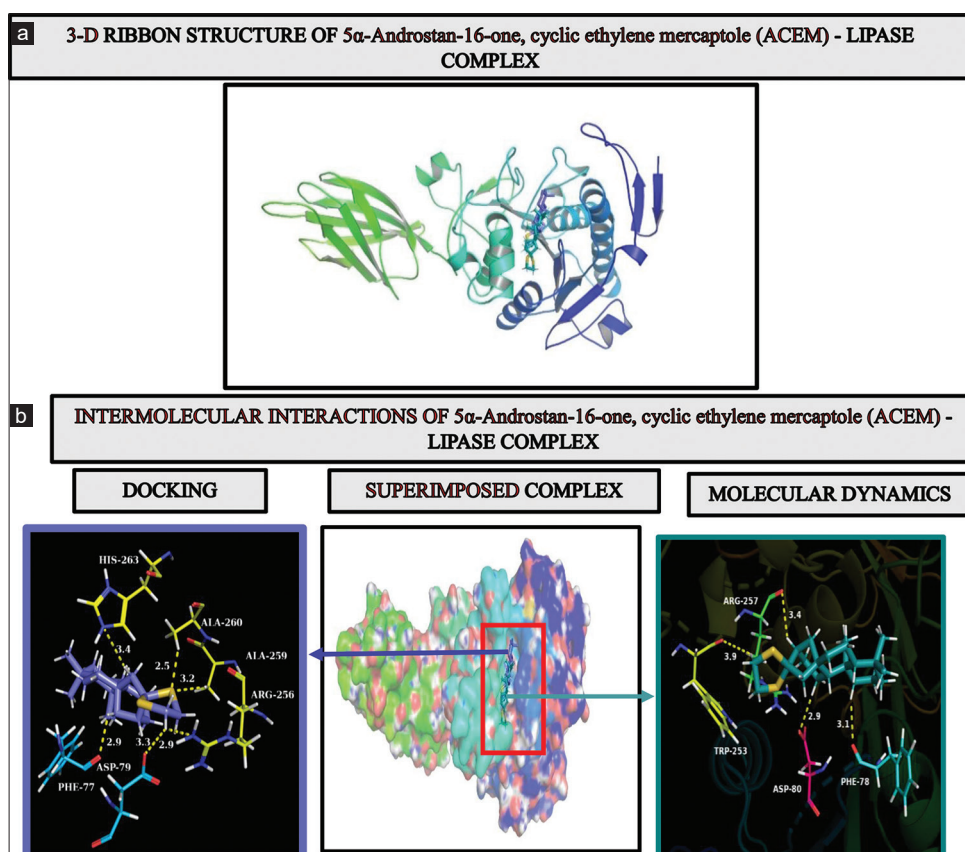 a
3-D RIBBON STRUCTURE OF 5α-Androstan-16-one, cyclic ethylene mercaptole (ACEM) - LIPASE
COMPLEX
b
INTERMOLECULAR INTERACTIONS OF 5α-Androstan-16-one, cyclic ethylene mercaptole (ACEM) -
LIPASE COMPLEX
DOCKING
SUPERIMPOSED COMPLEX
MOLECULAR DYNAMICS
HIS-263
ALA-260
ALA-259
ARG-256
3.4
2.5
3.2
2.9
3.3
2.9
ASP-79
PHE-77
ARG-257
3.4
3.9
2.9
3.1
TRP-253
ASP-80
PHE-78